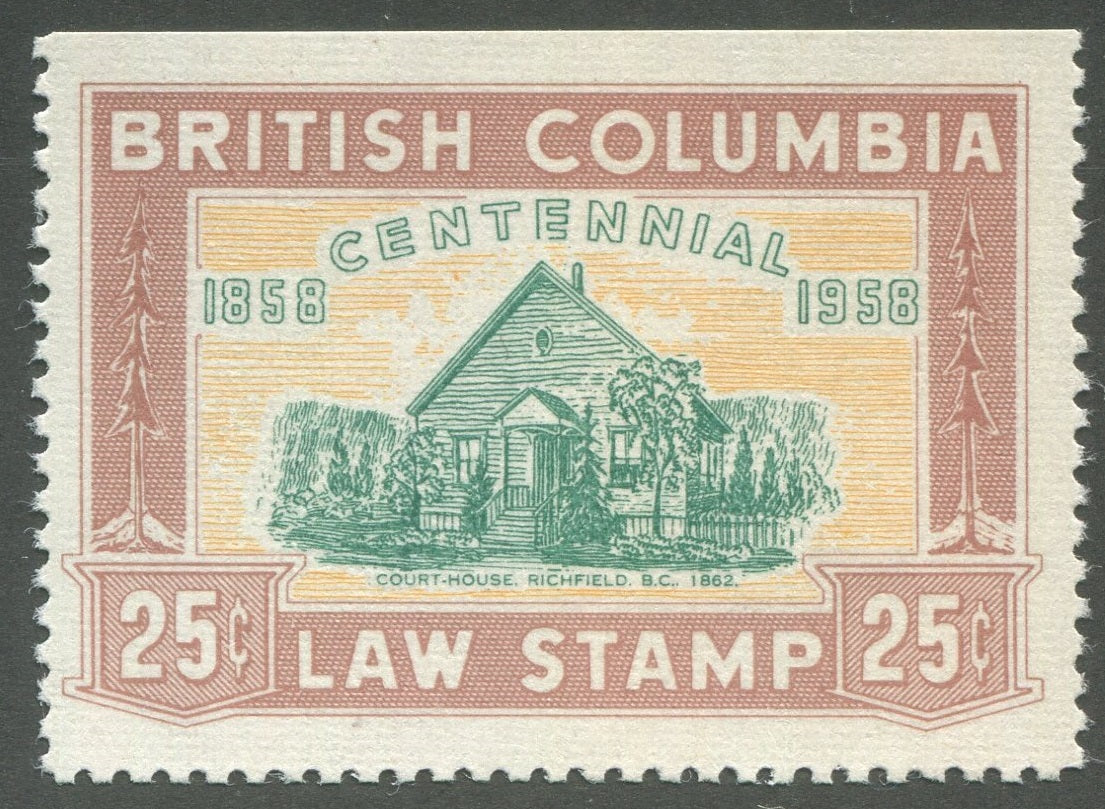 BRITISH COLUMBIA
CENTENNIAL
1858 1958
COURT-HOUSE, RICHFIELD, B.C., 1862.
25¢ LAW STAMP 25¢